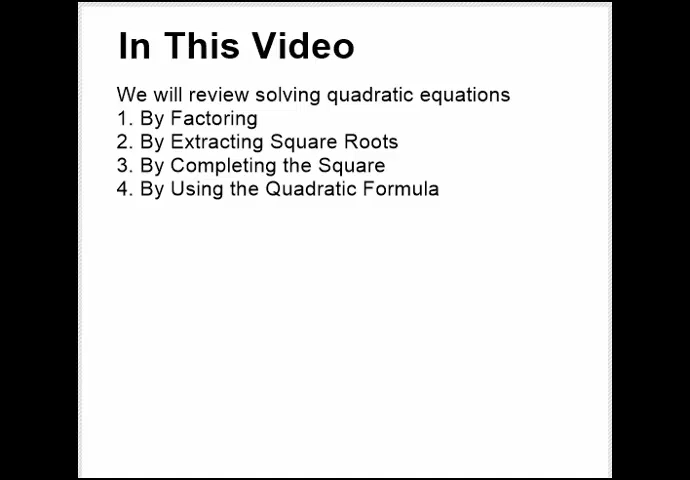 In This Video
We will review solving quadratic equations
1. By Factoring
2. By Extracting Square Roots
3. By Completing the Square
4. By Using the Quadratic Formula